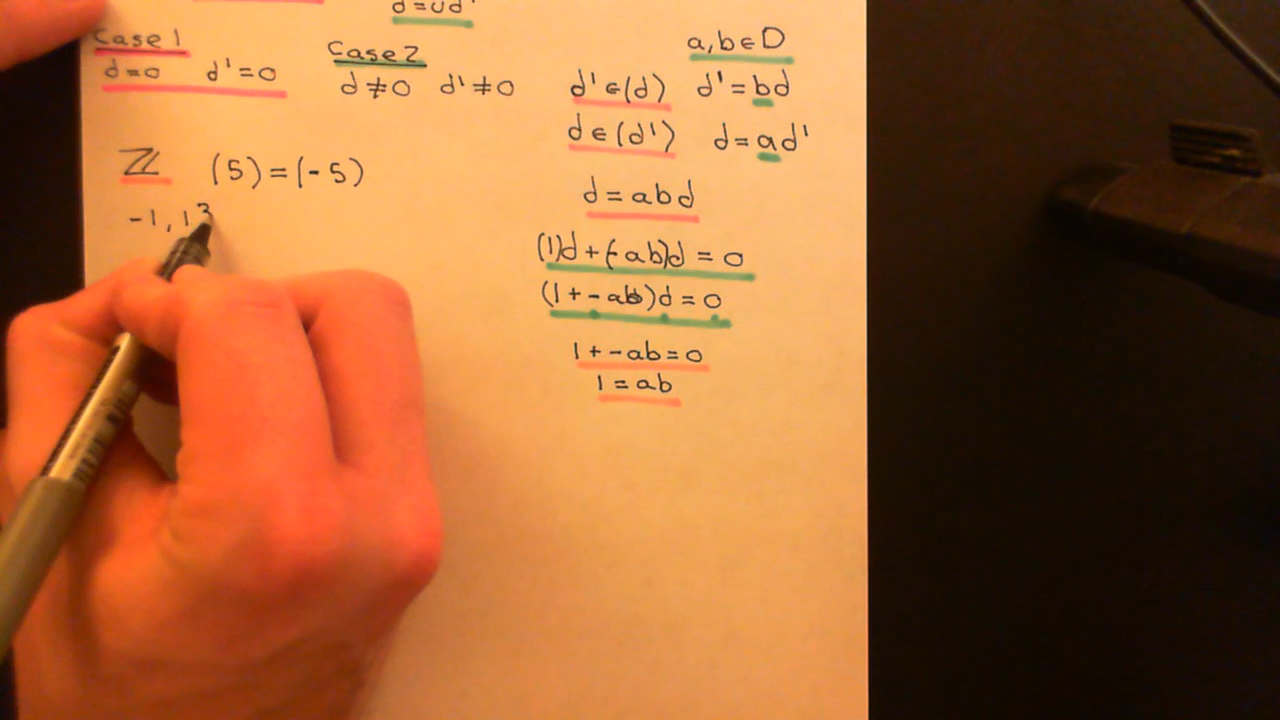 d=ud'
Case 1
d=0 d'=0
Case 2
d≠0 d'≠0
ℤ (5)=(-5)
-1, 1
a,b∈D
d'∈(d) d'=bd
d∈(d') d=ad'
d=abd
(1)d+(-ab)d=0
(1+-ab)d=0
1+-ab=0
1=ab